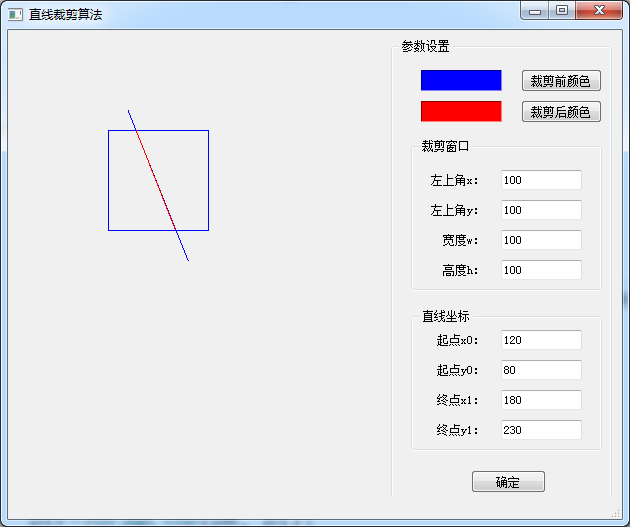 直线裁剪算法
参数设置
裁剪前颜色
裁剪后颜色
裁剪窗口
左上角x: 100
左上角y: 100
宽度w: 100
高度h: 100
直线坐标
起点x0: 120
起点y0: 80
终点x1: 180
终点y1: 230
确定